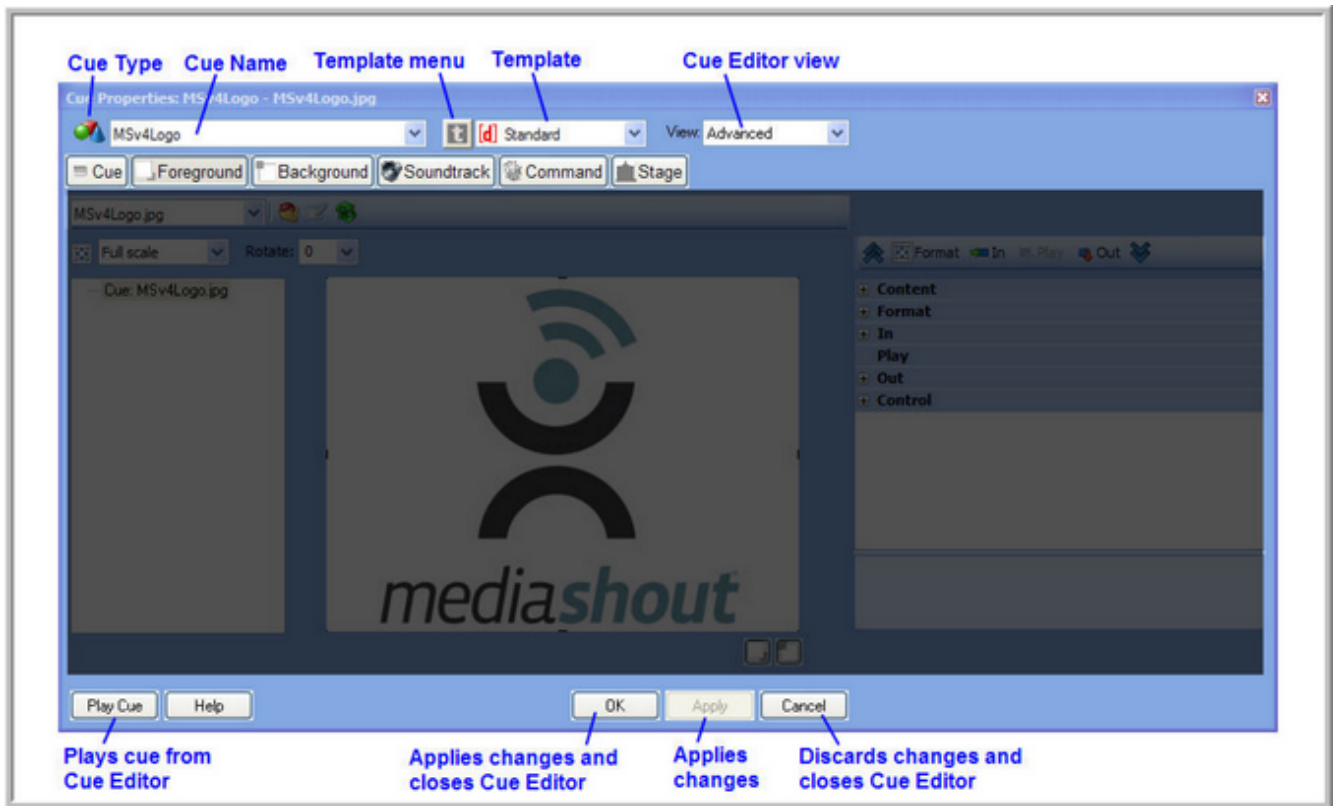 Cue Type Cue Name Template menu Template Cue Editor view
Cue Properties: MSv4Logo - MSv4Logo.jpg
MSv4Logo t [d] Standard View: Advanced
Cue Foreground Background Soundtrack Command Stage
MSv4Logo.jpg
Full scale Rotate: 0
Format In Play Out
Cue: MSv4Logo.jpg
Content
Format
In
Play
Out
Control
mediashout
Play Cue Help OK Apply Cancel
Plays cue from
Cue Editor
Applies changes and
closes Cue Editor
Applies
changes
Discards changes and
closes Cue Editor